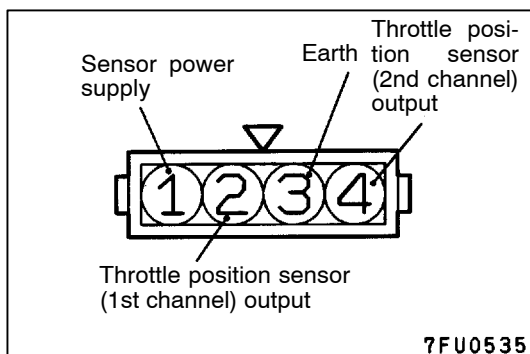 Sensor power
supply
Earth
Throttle posi-
tion sensor
(2nd channel)
output
1 2 3 4
Throttle position sensor
(1st channel) output
7FU0535